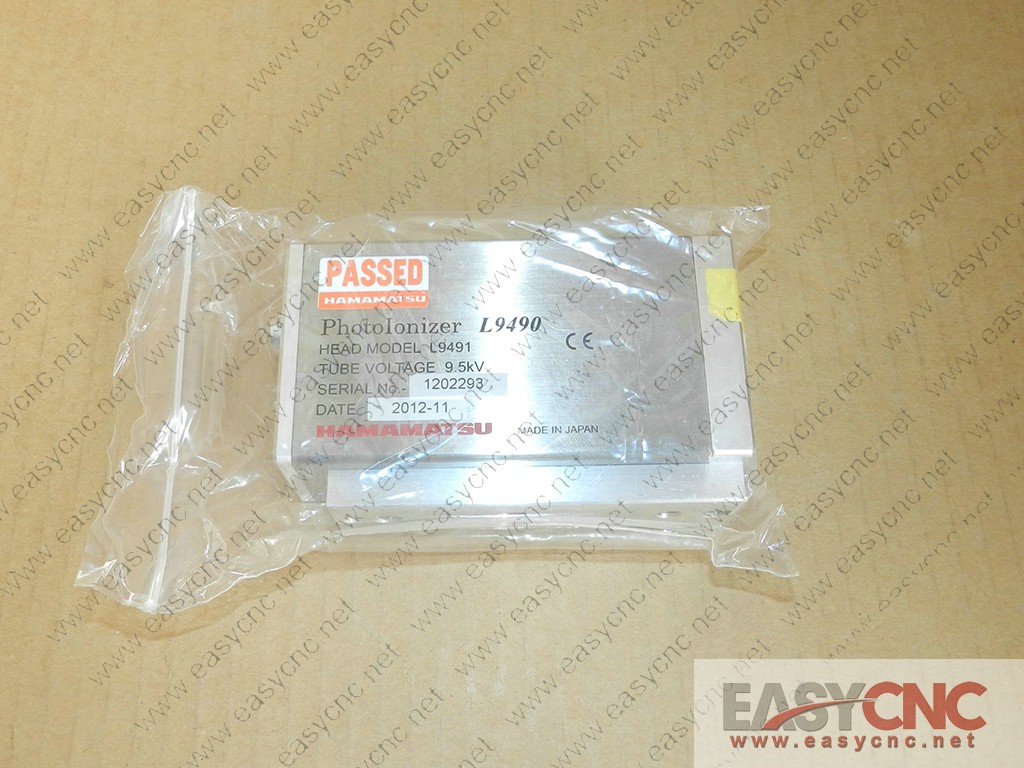 PASSED
HAMAMATSU
PhotoIonizer L9490
HEAD MODEL L9491
TUBE VOLTAGE 9.5kV
SERIAL No. 1202293
DATE 2012-11
CE
HAMAMATSU MADE IN JAPAN
EASYCNC
www.easycnc.net